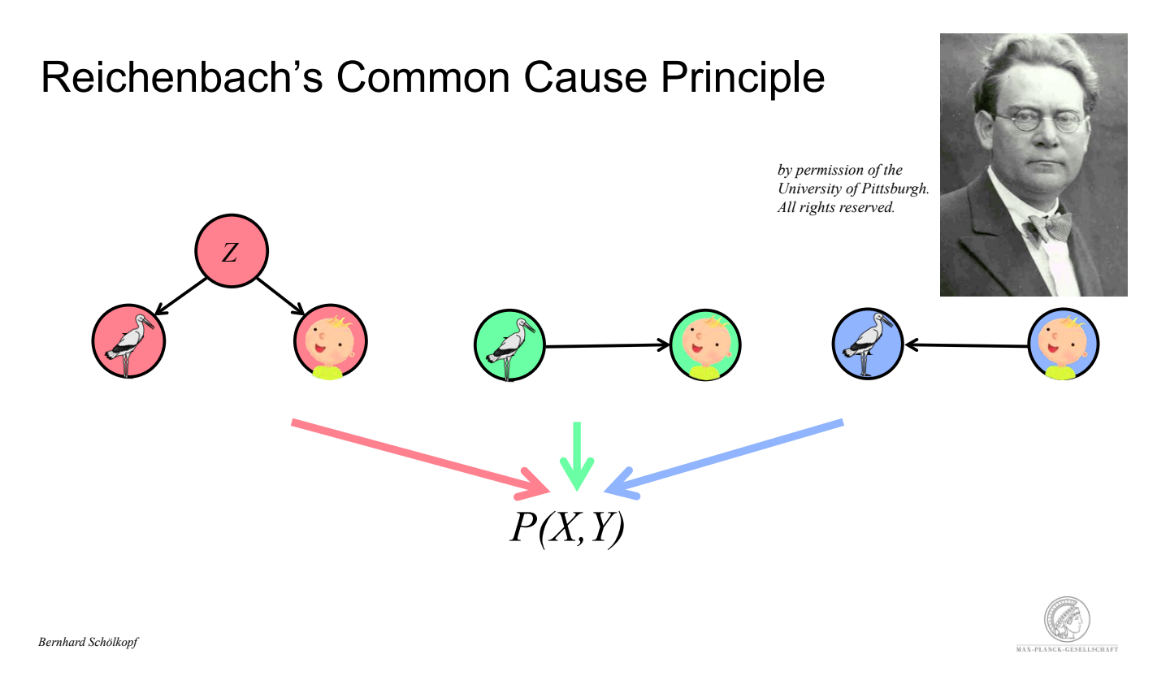 Reichenbach’s Common Cause Principle
by permission of the
University of Pittsburgh.
All rights reserved.
Z
P(X,Y)
Bernhard Schölkopf
MAX-PLANCK-GESELLSCHAFT